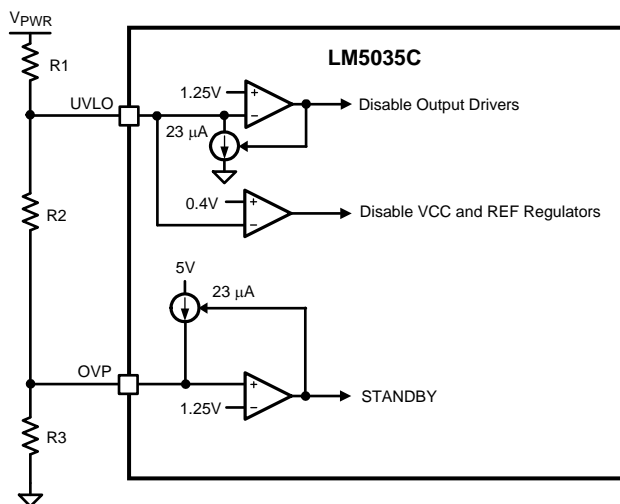 VPWR
R1
LM5035C
UVLO
1.25V
+
−
Disable Output Drivers
23 μA
R2
0.4V
+
−
Disable VCC and REF Regulators
5V
23 μA
OVP
+
−
1.25V
STANDBY
R3